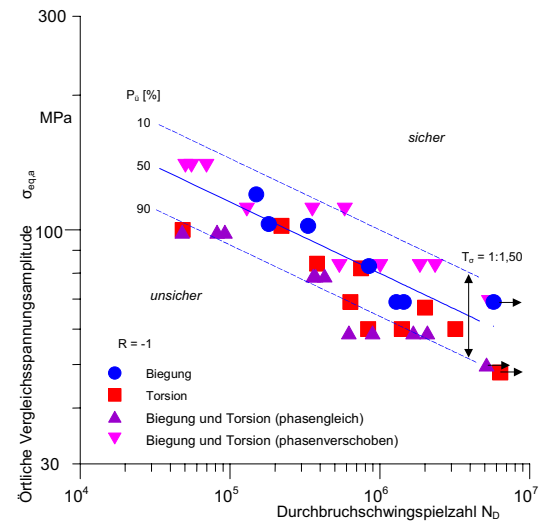 300
Pü [%]
MPa
10
50
90
sicher
100
Örtliche Vergleichsspannungsamplitude σeq,a
Tσ = 1:1,50
unsicher
R = -1
Biegung
Torsion
Biegung und Torsion (phasengleich)
Biegung und Torsion (phasenverschoben)
30
10⁴
10⁵
10⁶
10⁷
Durchbruchschwingspielzahl ND